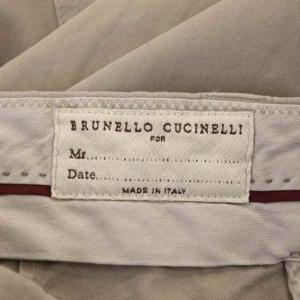 BRUNELLO CUCINELLI
FOR
Mr..............................
Date...........................
MADE IN ITALY